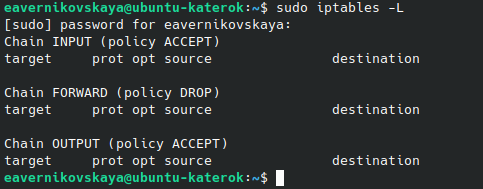 eavernikovskaya@ubuntu-katerok:~$ sudo iptables -L
[sudo] password for eavernikovskaya:
Chain INPUT (policy ACCEPT)
target     prot opt source               destination

Chain FORWARD (policy DROP)
target     prot opt source               destination

Chain OUTPUT (policy ACCEPT)
target     prot opt source               destination
eavernikovskaya@ubuntu-katerok:~$